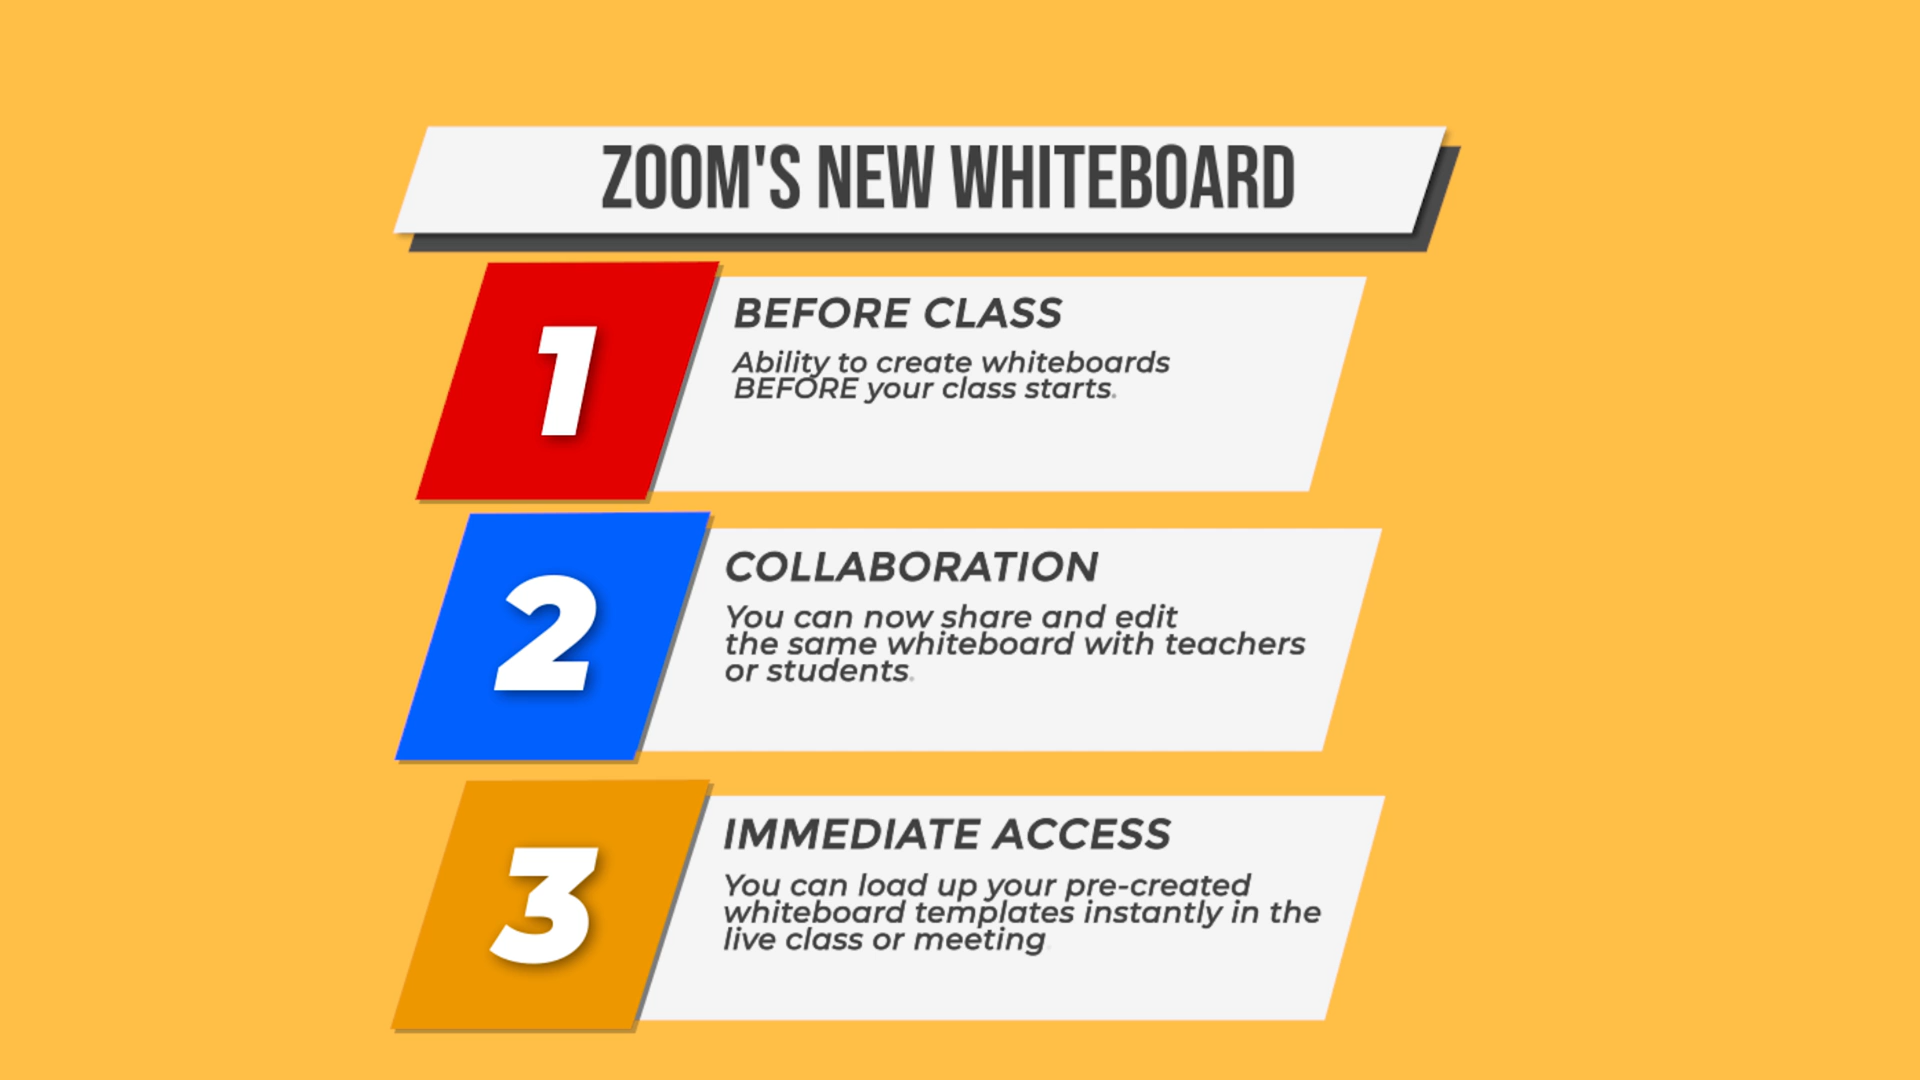 ZOOM'S NEW WHITEBOARD
1
BEFORE CLASS
Ability to create whiteboards
BEFORE your class starts.
2
COLLABORATION
You can now share and edit
the same whiteboard with teachers
or students.
3
IMMEDIATE ACCESS
You can load up your pre-created
whiteboard templates instantly in the
live class or meeting.